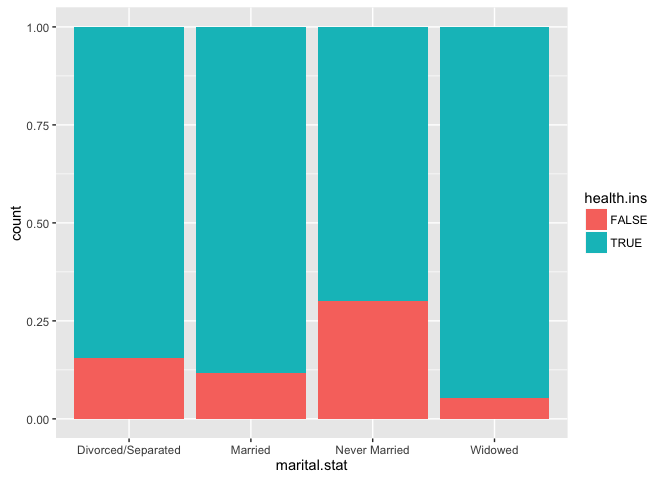 1.00
0.75
0.50
0.25
0.00
count
Divorced/Separated
Married
Never Married
Widowed
marital.stat
health.ins
FALSE
TRUE